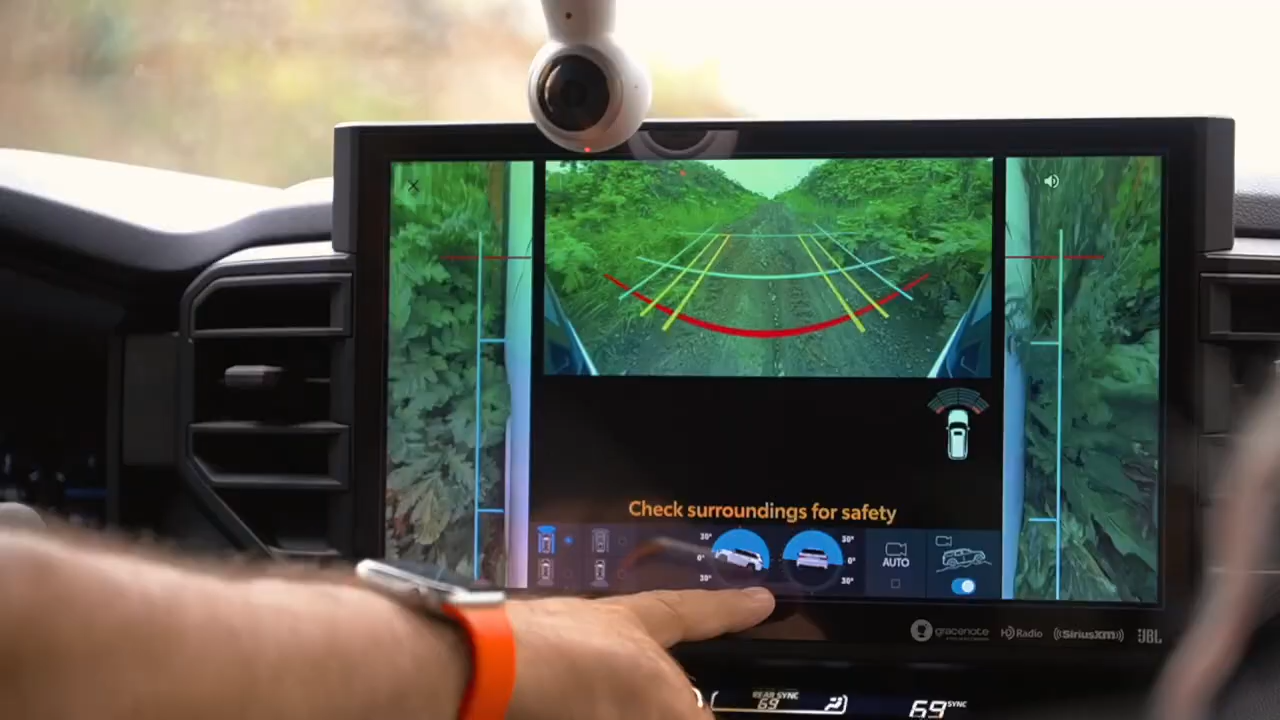 Check surroundings for safety
30°
0°
30°
30°
0°
30°
AUTO
gracenote
HD Radio
((SiriusXM))
JBL
REAR SYNC
69
69 SYNC